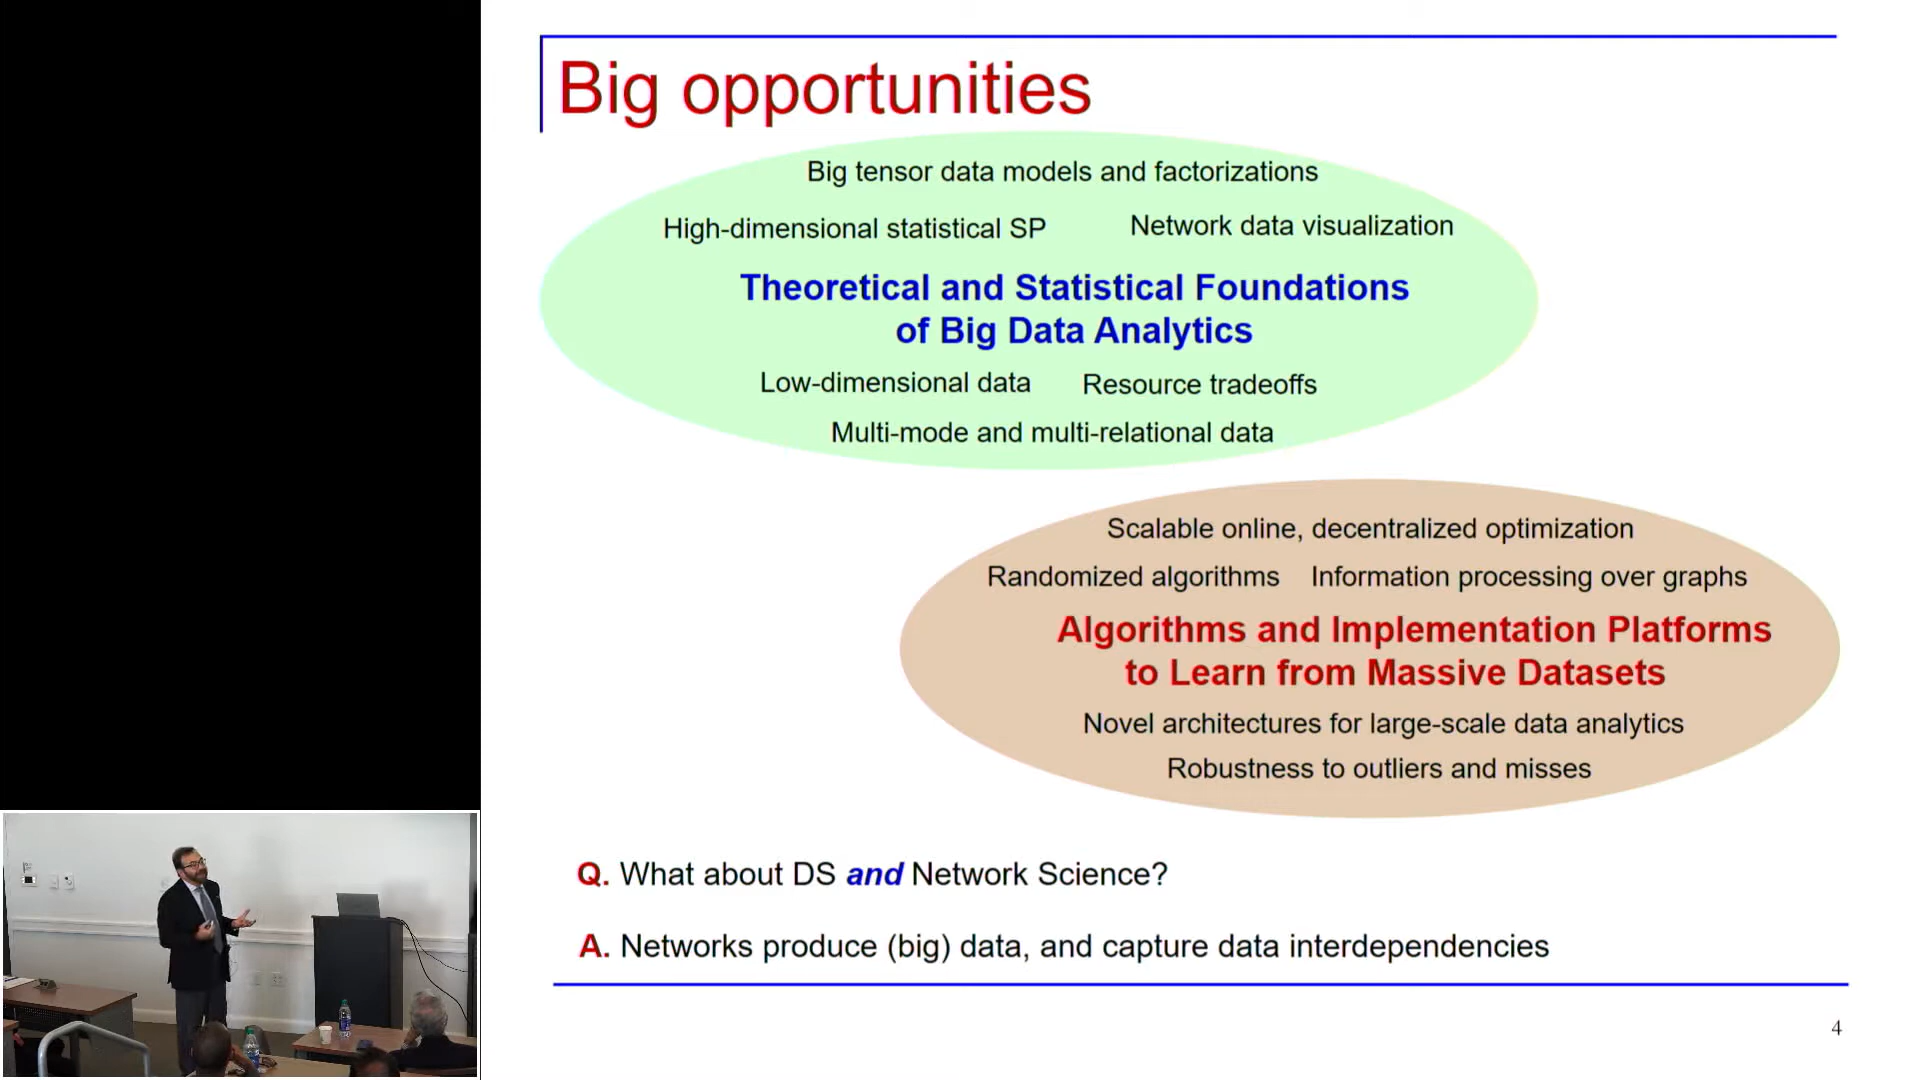 Big opportunities
Big tensor data models and factorizations
High-dimensional statistical SP
Network data visualization
Theoretical and Statistical Foundations
of Big Data Analytics
Low-dimensional data
Resource tradeoffs
Multi-mode and multi-relational data
Scalable online, decentralized optimization
Randomized algorithms
Information processing over graphs
Algorithms and Implementation Platforms
to Learn from Massive Datasets
Novel architectures for large-scale data analytics
Robustness to outliers and misses
Q. What about DS and Network Science?
A. Networks produce (big) data, and capture data interdependencies
4